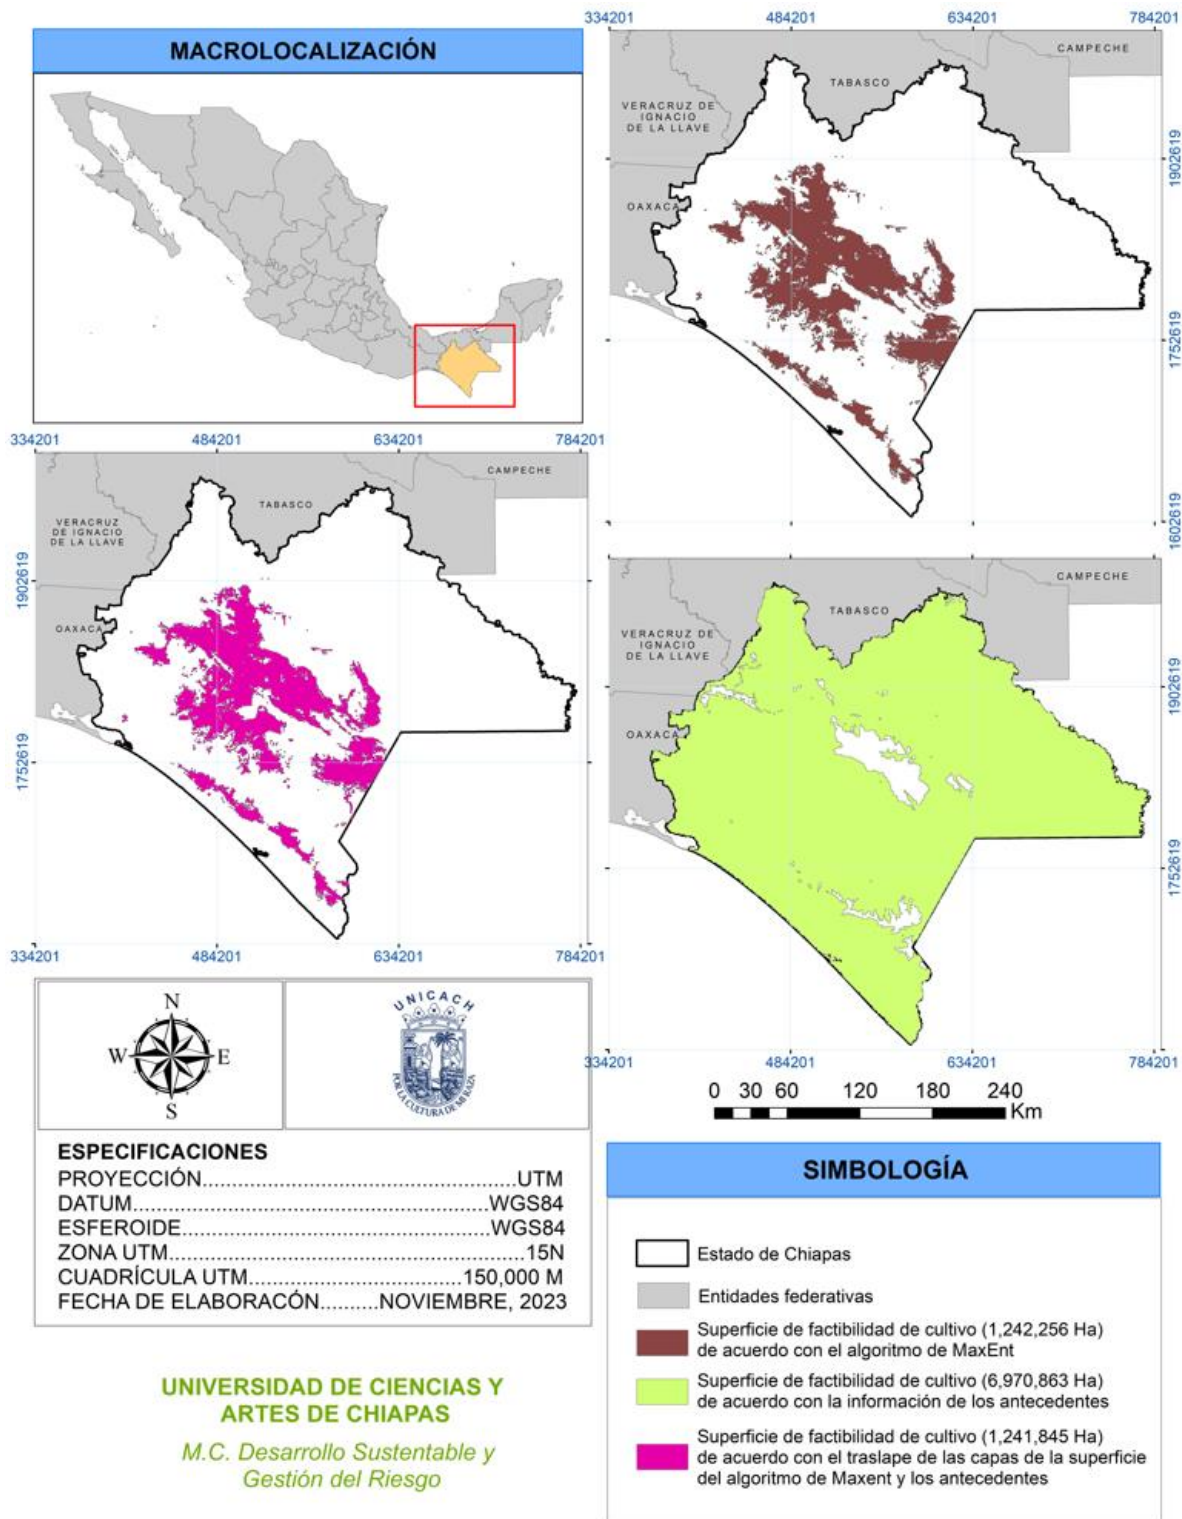 MACROLOCALIZACIÓN
334201 484201 634201 784201
CAMPECHE
TABASCO
VERACRUZ DE
IGNACIO
DE LA LLAVE
OAXACA
1902619
1752619
1602619
334201 484201 634201 784201
CAMPECHE
TABASCO
VERACRUZ
DE IGNACIO
DE LA LLAVE
OAXACA
1902619
1752619
334201 484201 634201 784201
CAMPECHE
TABASCO
VERACRUZ DE
IGNACIO
DE LA LLAVE
OAXACA
1902619
1752619
334201 484201 634201 784201
0 30 60 120 180 240
Km
N
W E
S
UNICACH
POR LA CULTURA DE MI RAZA
ESPECIFICACIONES
PROYECCIÓN.............................................UTM
DATUM...................................................WGS84
ESFEROIDE............................................WGS84
ZONA UTM...................................................15N
CUADRÍCULA UTM..............................150,000 M
FECHA DE ELABORACÓN..........NOVIEMBRE, 2023
UNIVERSIDAD DE CIENCIAS Y
ARTES DE CHIAPAS
M.C. Desarrollo Sustentable y
Gestión del Riesgo
SIMBOLOGÍA
Estado de Chiapas
Entidades federativas
Superficie de factibilidad de cultivo (1,242,256 Ha)
de acuerdo con el algoritmo de MaxEnt
Superficie de factibilidad de cultivo (6,970,863 Ha)
de acuerdo con la información de los antecedentes
Superficie de factibilidad de cultivo (1,241,845 Ha)
de acuerdo con el traslape de las capas de la superficie
del algoritmo de Maxent y los antecedentes